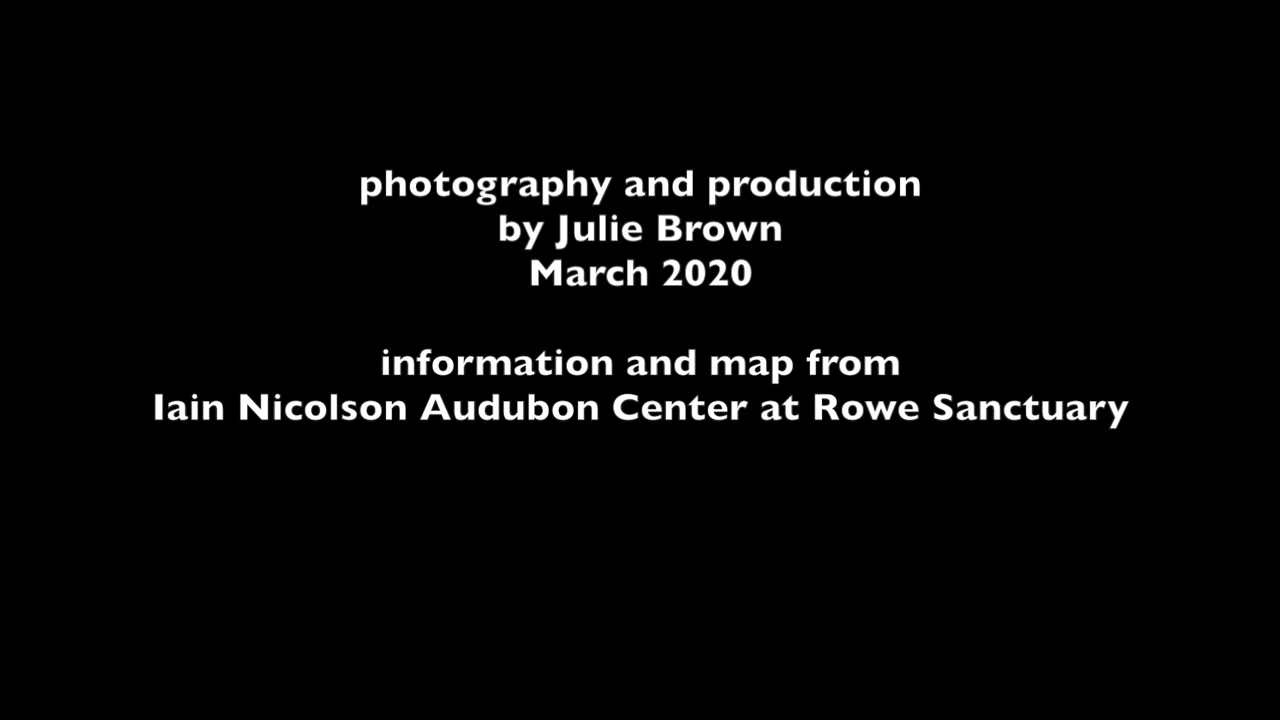 photography and production
by Julie Brown
March 2020
information and map from
Iain Nicolson Audubon Center at Rowe Sanctuary